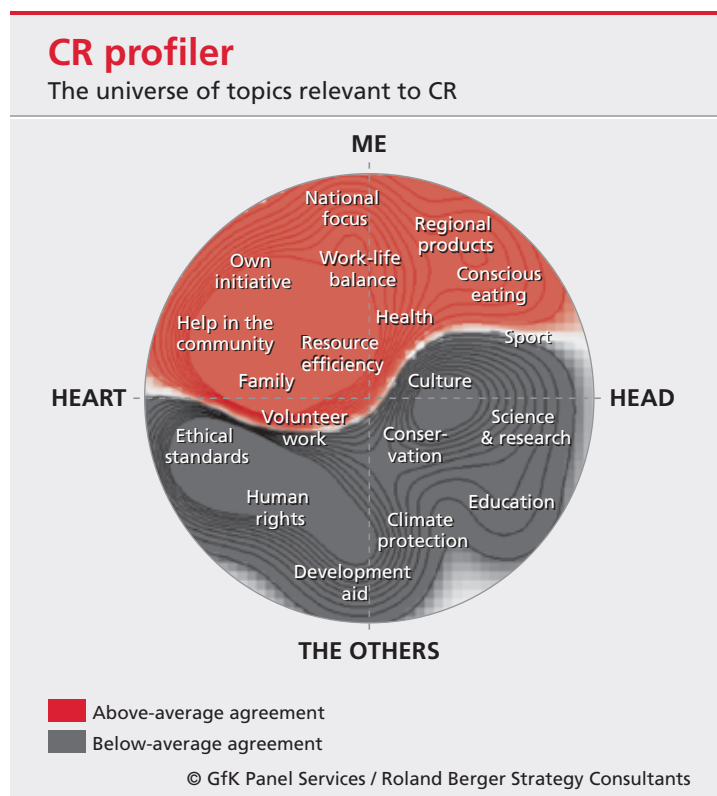 CR profiler
The universe of topics relevant to CR
ME
National
focus
Regional
products
Own
initiative
Work-life
balance
Conscious
eating
Help in the
community
Health
Resource
efficiency
Sport
Family
Culture
HEART
HEAD
Volunteer
work
Ethical
standards
Conser-
vation
Science
& research
Human
rights
Education
Climate
protection
Development
aid
THE OTHERS
Above-average agreement
Below-average agreement
© GfK Panel Services / Roland Berger Strategy Consultants